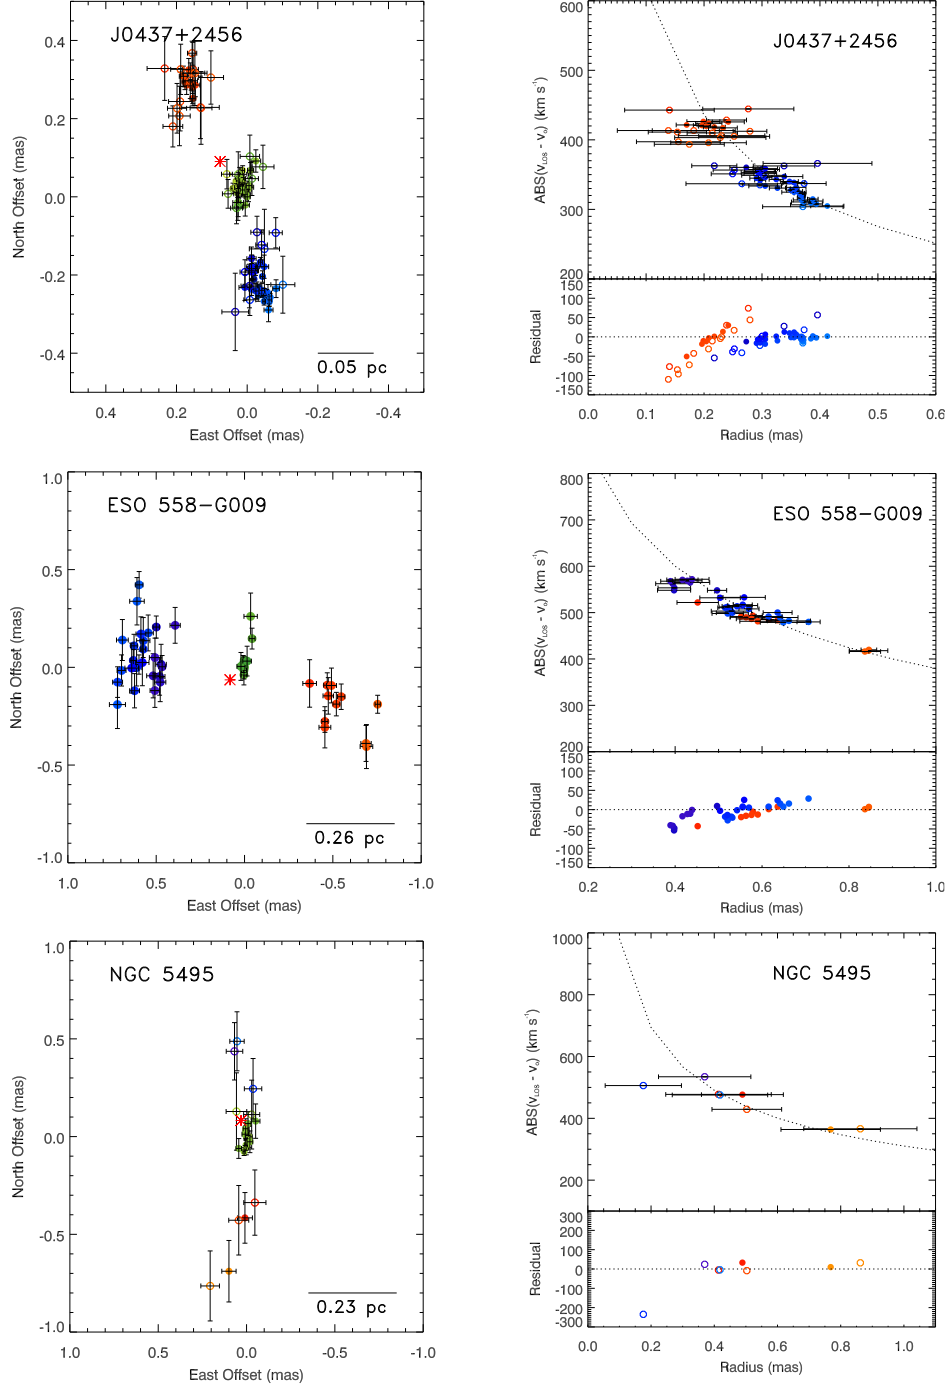 J0437+2456
0.4
0.2
0.0
-0.2
-0.4
North Offset (mas)
0.05 pc
0.4 0.2 0.0 -0.2 -0.4
East Offset (mas)
J0437+2456
600
500
400
300
200
ABS(vLOS - vo) (km s-1)
150
100
50
0
-50
-100
-150
Residual
0.0 0.1 0.2 0.3 0.4 0.5 0.6
Radius (mas)
ESO 558-G009
1.0
0.5
0.0
-0.5
-1.0
North Offset (mas)
0.26 pc
1.0 0.5 0.0 -0.5 -1.0
East Offset (mas)
ESO 558-G009
800
700
600
500
400
300
200
ABS(vLOS - vo) (km s-1)
150
100
50
0
-50
-100
-150
Residual
0.2 0.4 0.6 0.8 1.0
Radius (mas)
NGC 5495
1.0
0.5
0.0
-0.5
-1.0
North Offset (mas)
0.23 pc
1.0 0.5 0.0 -0.5 -1.0
East Offset (mas)
NGC 5495
1000
800
600
400
200
ABS(vLOS - vo) (km s-1)
300
200
100
0
-100
-200
-300
Residual
0.0 0.2 0.4 0.6 0.8 1.0
Radius (mas)